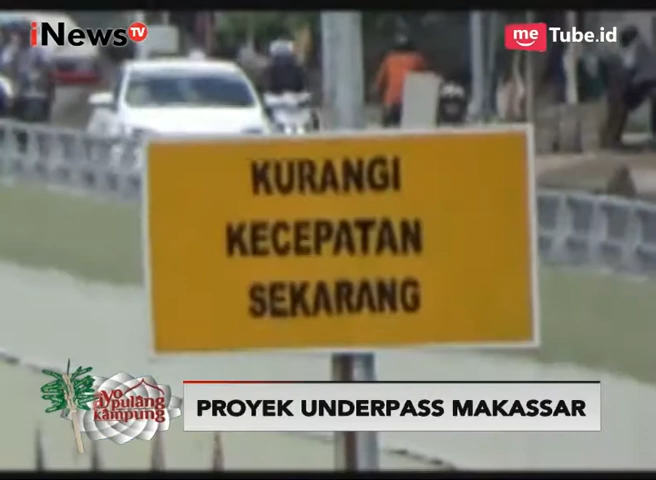 iNews TV
me Tube.id
KURANGI
KECEPATAN
SEKARANG
ayo
pulang
kampung
PROYEK UNDERPASS MAKASSAR